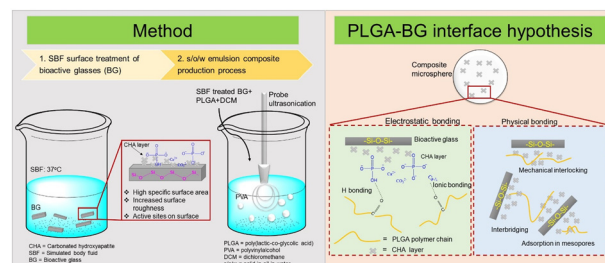 Method
1. SBF surface treatment of
bioactive glasses (BG)
2. s/o/w emulsion composite
production process
SBF: 37ºC
BG
CHA layer
Ca²⁺
CO₃²⁻
High specific surface area
Increased surface
roughness
Active sites on surface
CHA = Carbonated hydroxyapatite
SBF = Simulated body fluid
BG = Bioactive glass
SBF treated BG+
PLGA+DCM
Probe
ultrasonication
PVA
PLGA = poly(lactic-co-glycolic acid)
PVA = polyvinylalcohol
DCM = dichloromethane
PLGA-BG interface hypothesis
Composite
microsphere
Electrostatic bonding
-Si-O-Si-
Bioactive glass
CHA layer
H bonding
Ionic bonding
= PLGA polymer chain
= CHA layer
Physical bonding
-Si-O-Si-
Mechanical interlocking
Interbridging
Adsorption in mesopores